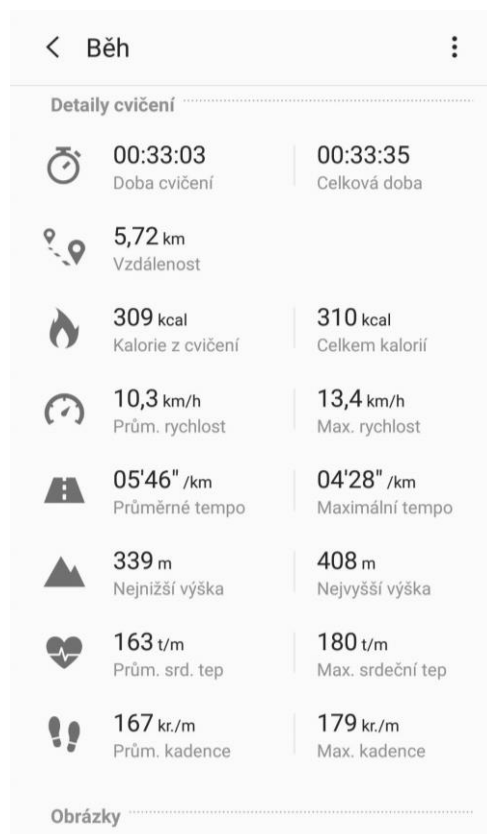 Běh
Detaily cvičení
00:33:03 00:33:35
Doba cvičení Celková doba
5,72 km
Vzdálenost
309 kcal 310 kcal
Kalorie z cvičení Celkem kalorií
10,3 km/h 13,4 km/h
Prům. rychlost Max. rychlost
05'46" /km 04'28" /km
Průměrné tempo Maximální tempo
339 m 408 m
Nejnižší výška Nejvyšší výška
163 t/m 180 t/m
Prům. srd. tep Max. srdeční tep
167 kr./m 179 kr./m
Prům. kadence Max. kadence
Obrázky